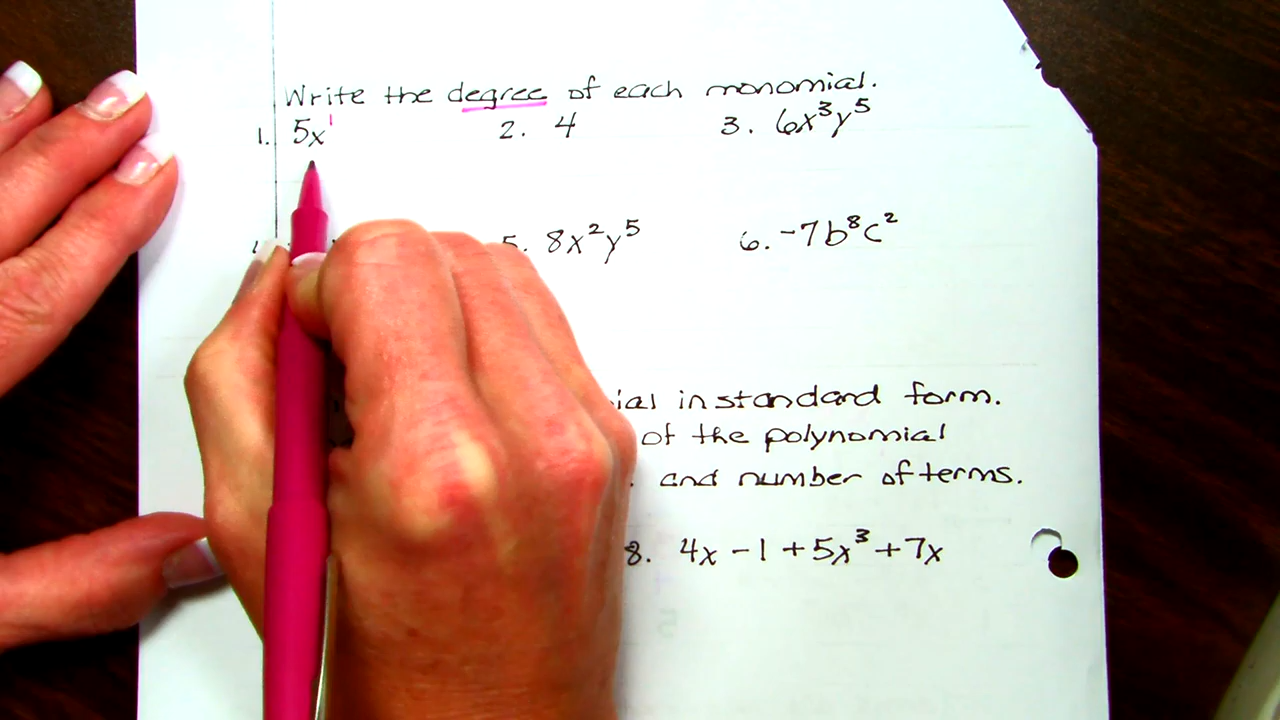 Write the degree of each monomial.
1. 5x¹ 2. 4 3. 6x³y⁵
5. 8x²y⁵ 6. -7b⁸c²
in standard form.
of the polynomial
and number of terms.
8. 4x - 1 + 5x³ + 7x